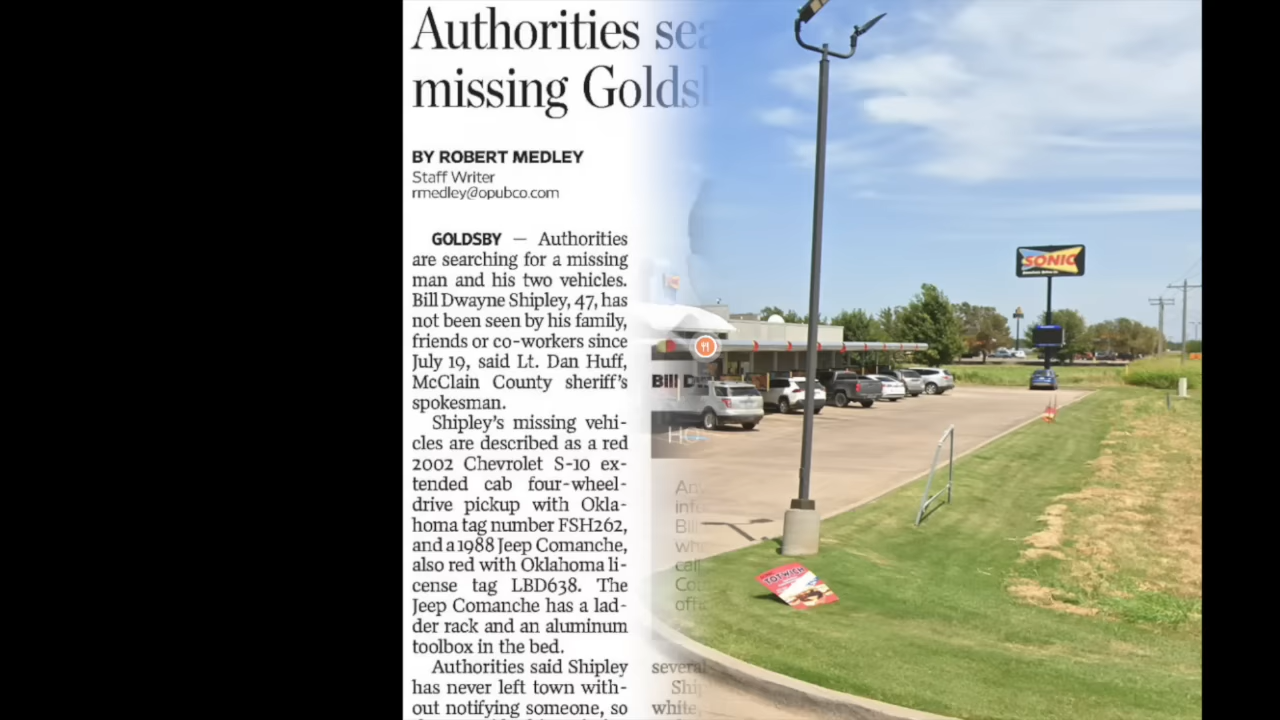 Authorities
missing
BY ROBERT MEDLEY
Staff Writer
rmedley@opubco.com
GOLDSBY — Authorities
are searching for a missing
man and his two vehicles.
Bill Dwayne Shipley, 47, has
not been seen by his family,
friends or co-workers since
July 19, said Lt. Dan Huff,
McClain County sheriff's
spokesman.
Shipley's missing vehi-
cles are described as a red
2002 Chevrolet S-10 ex-
tended cab four-wheel-
drive pickup with Okla-
homa tag number FSH262,
and a 1988 Jeep Comanche,
also red with Oklahoma li-
cense tag LBD638. The
Jeep Comanche has a lad-
der rack and an aluminum
toolbox in the bed.
Authorities said Shipley
has never left town with-
out notifying someone, so
Bill
several
white,
SONIC